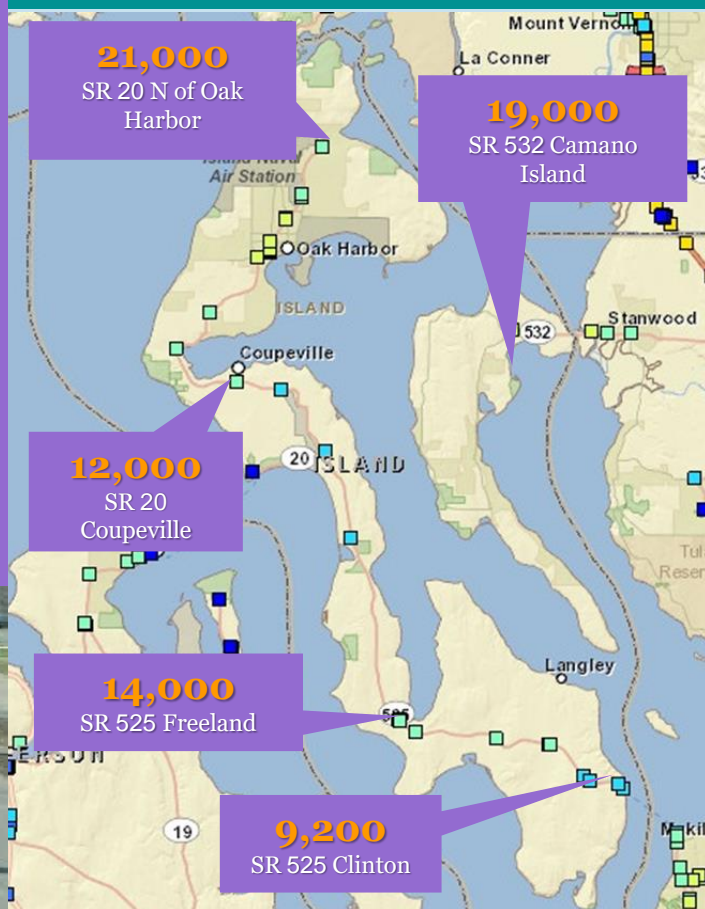 Mount Vernon
La Conner
21,000
SR 20 N of Oak
Harbor
19,000
SR 532 Camano
Island
Air Station
Oak Harbor
ISLAND
532
Stanwood
Coupeville
20 ISLAND
12,000
SR 20
Coupeville
Langley
14,000
SR 525 Freeland
19
9,200
SR 525 Clinton